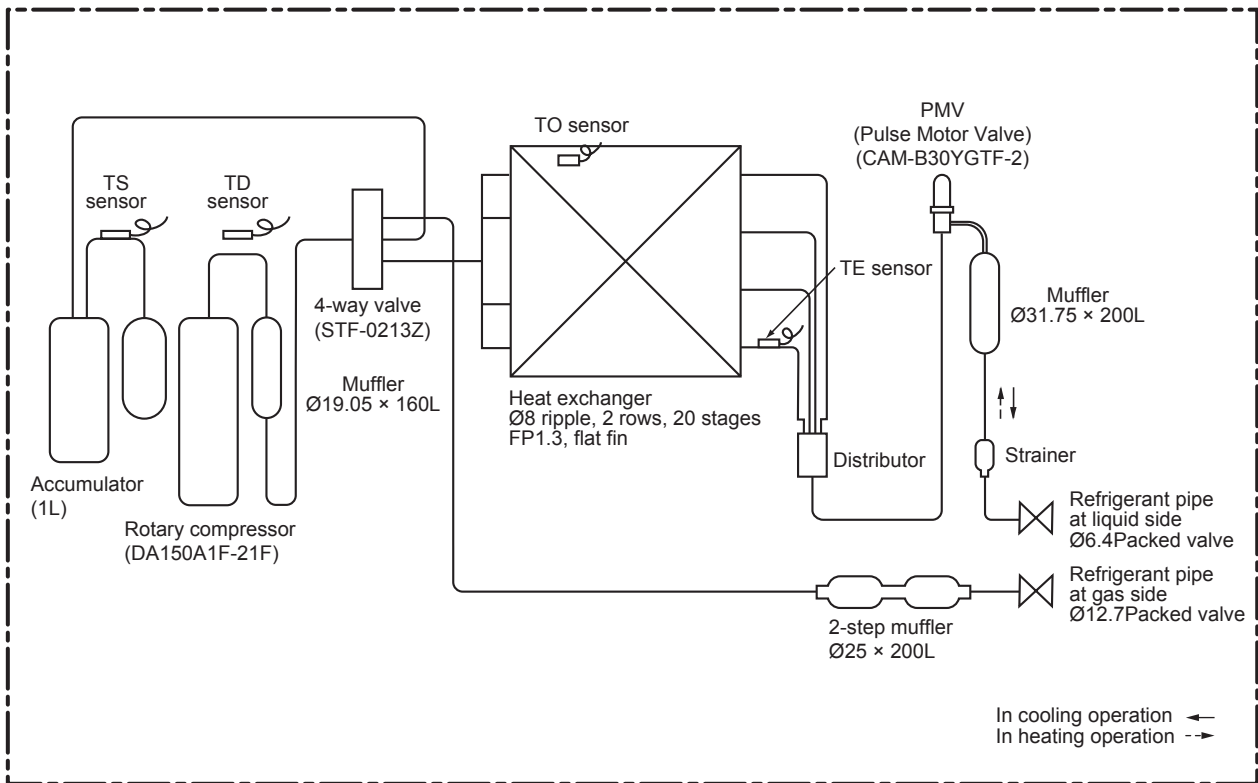 TO sensor
PMV
(Pulse Motor Valve)
(CAM-B30YGTF-2)
TS
sensor
TD
sensor
TE sensor
4-way valve
(STF-0213Z)
Muffler
Ø31.75 × 200L
Muffler
Ø19.05 × 160L
Heat exchanger
Ø8 ripple, 2 rows, 20 stages
FP1.3, flat fin
Distributor
Strainer
Accumulator
(1L)
Rotary compressor
(DA150A1F-21F)
Refrigerant pipe
at liquid side
Ø6.4Packed valve
Refrigerant pipe
at gas side
Ø12.7Packed valve
2-step muffler
Ø25 × 200L
In cooling operation
In heating operation